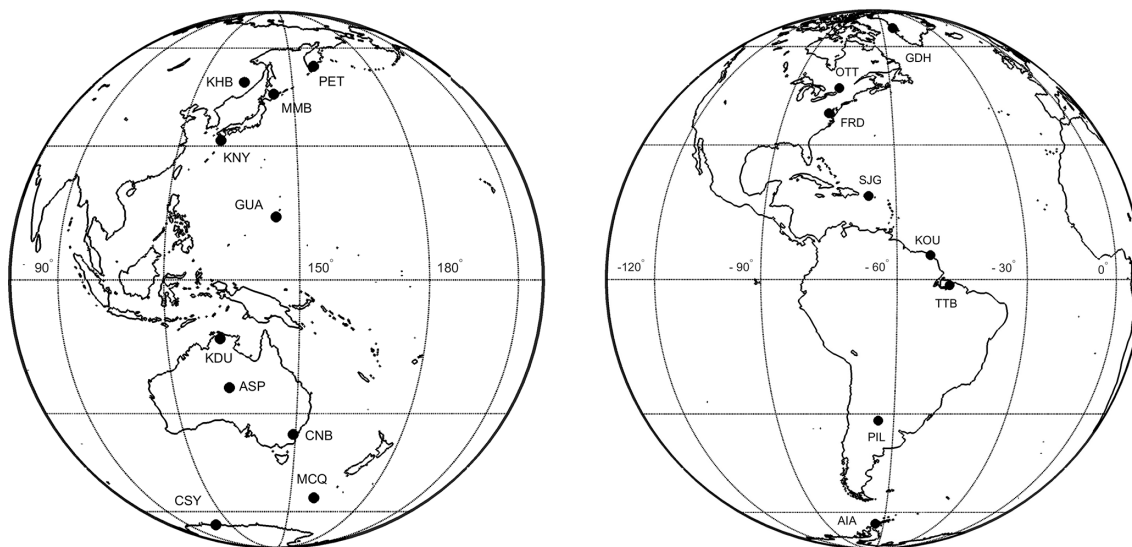 KHB
PET
MMB
KNY
GUA
90°
150°
180°
KDU
ASP
CNB
MCQ
CSY
GDH
OTT
FRD
SJG
KOU
-120°
-90°
-60°
-30°
0°
TTB
PIL
AIA